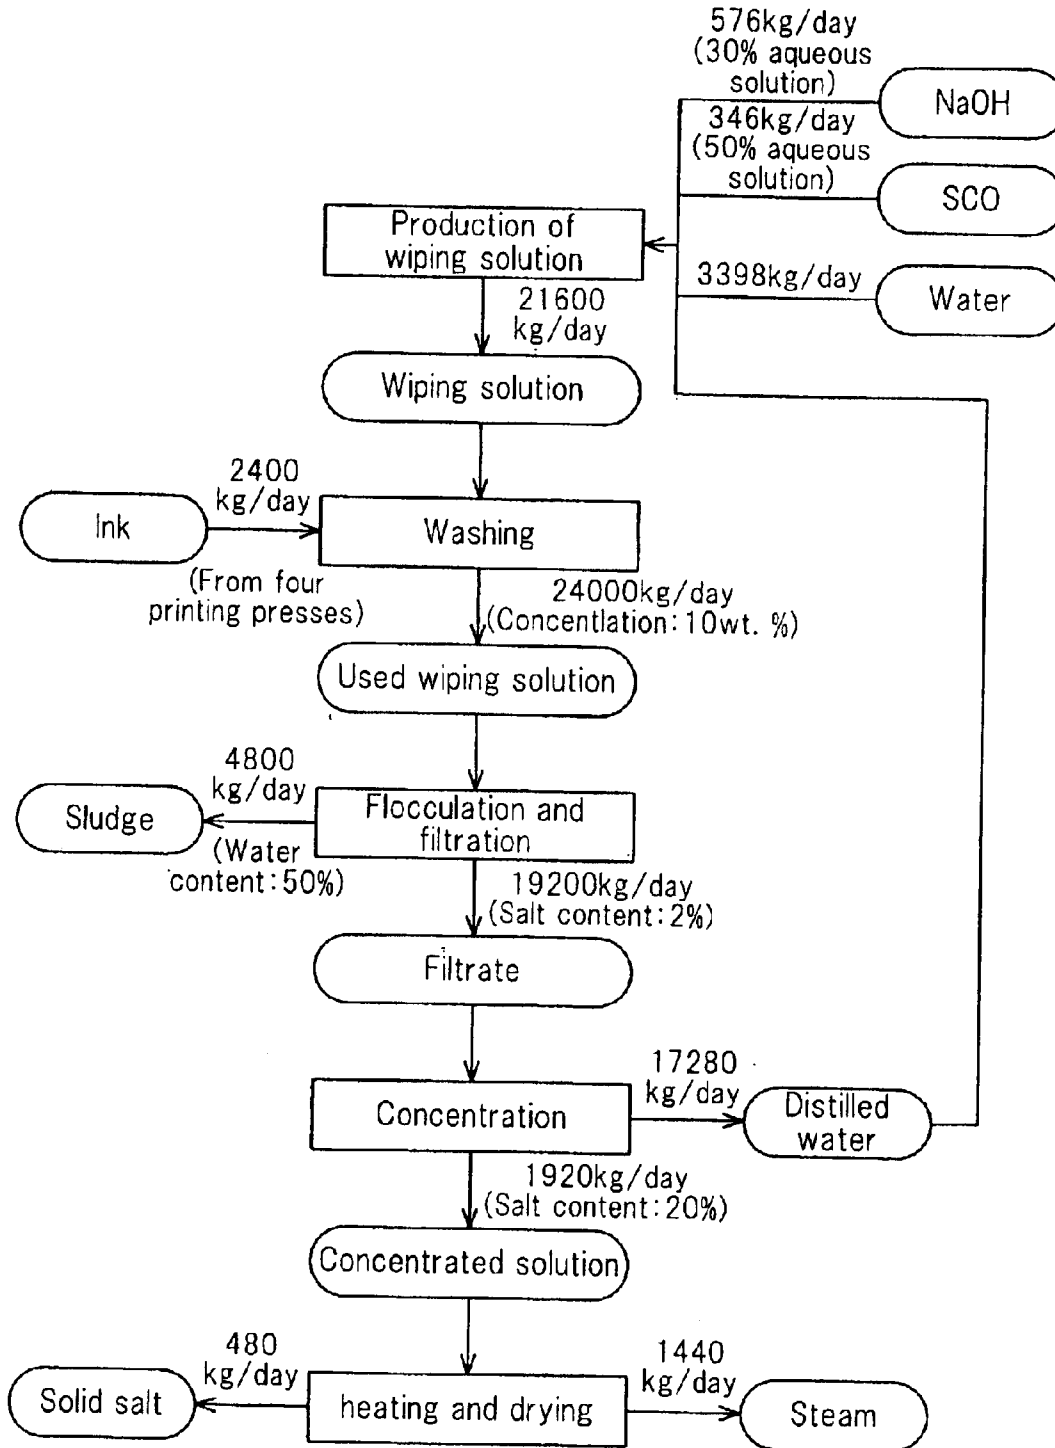 576kg/day
(30% aqueous
solution)
NaOH
346kg/day
(50% aqueous
solution)
SCO
Production of
wiping solution
3398kg/day
Water
21600
kg/day
Wiping solution
2400
kg/day
Ink
Washing
(From four
printing presses)
24000kg/day
(Concentlation:10wt. %)
Used wiping solution
4800
kg/day
Sludge
Flocculation and
filtration
(Water
content:50%)
19200kg/day
(Salt content:2%)
Filtrate
17280
kg/day
Concentration
Distilled
water
1920kg/day
(Salt content:20%)
Concentrated solution
480
kg/day
1440
kg/day
Solid salt
heating and drying
Steam